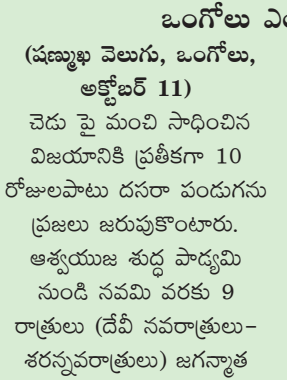 ఒంగోలు ఎం
(షణ్ముఖ వెలుగు, ఒంగోలు,
అక్టోబర్ 11)
చెడు పై మంచి సాధించిన
విజయానికి ప్రతీకగా 10
రోజులపాటు దసరా పండుగను
ప్రజలు జరుపుకొంటారు.
ఆశ్వయుజ శుద్ధ పాడ్యమి
నుండి నవమి వరకు 9
రాత్రులు (దేవీ నవరాత్రులు-
శరన్నవరాత్రులు) జగన్మాత